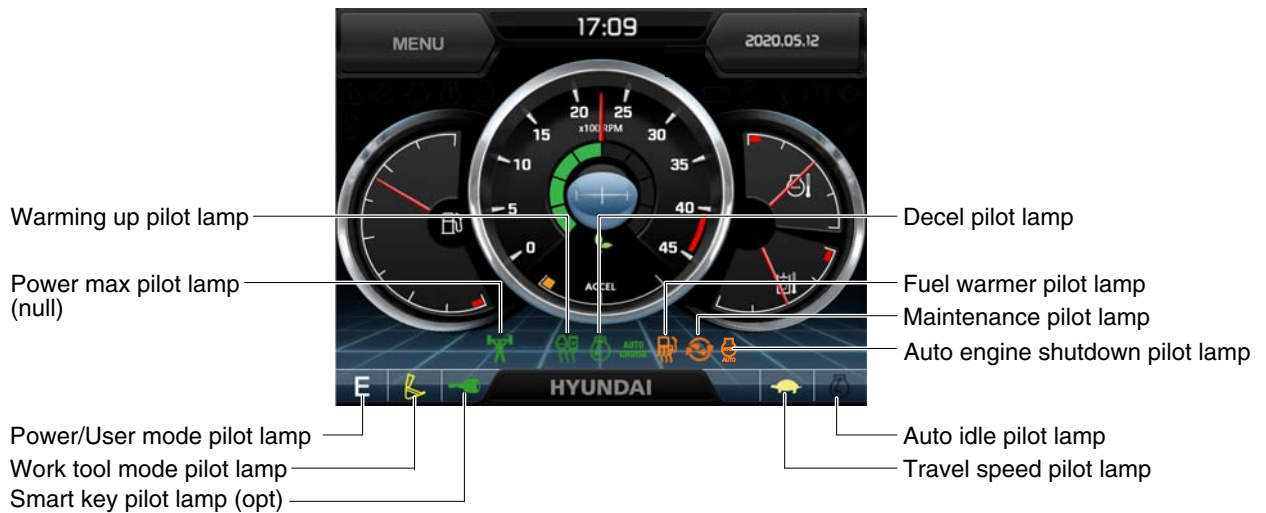 17:09
MENU
2020.05.12
20 25
x100 RPM
15 30
10 35
5 40
0 45
ACCEL
Warming up pilot lamp
Decel pilot lamp
Power max pilot lamp
(null)
Fuel warmer pilot lamp
Maintenance pilot lamp
Auto engine shutdown pilot lamp
AUTO
CRUISE
AUTO
E
HYUNDAI
Power/User mode pilot lamp
Work tool mode pilot lamp
Smart key pilot lamp (opt)
Auto idle pilot lamp
Travel speed pilot lamp